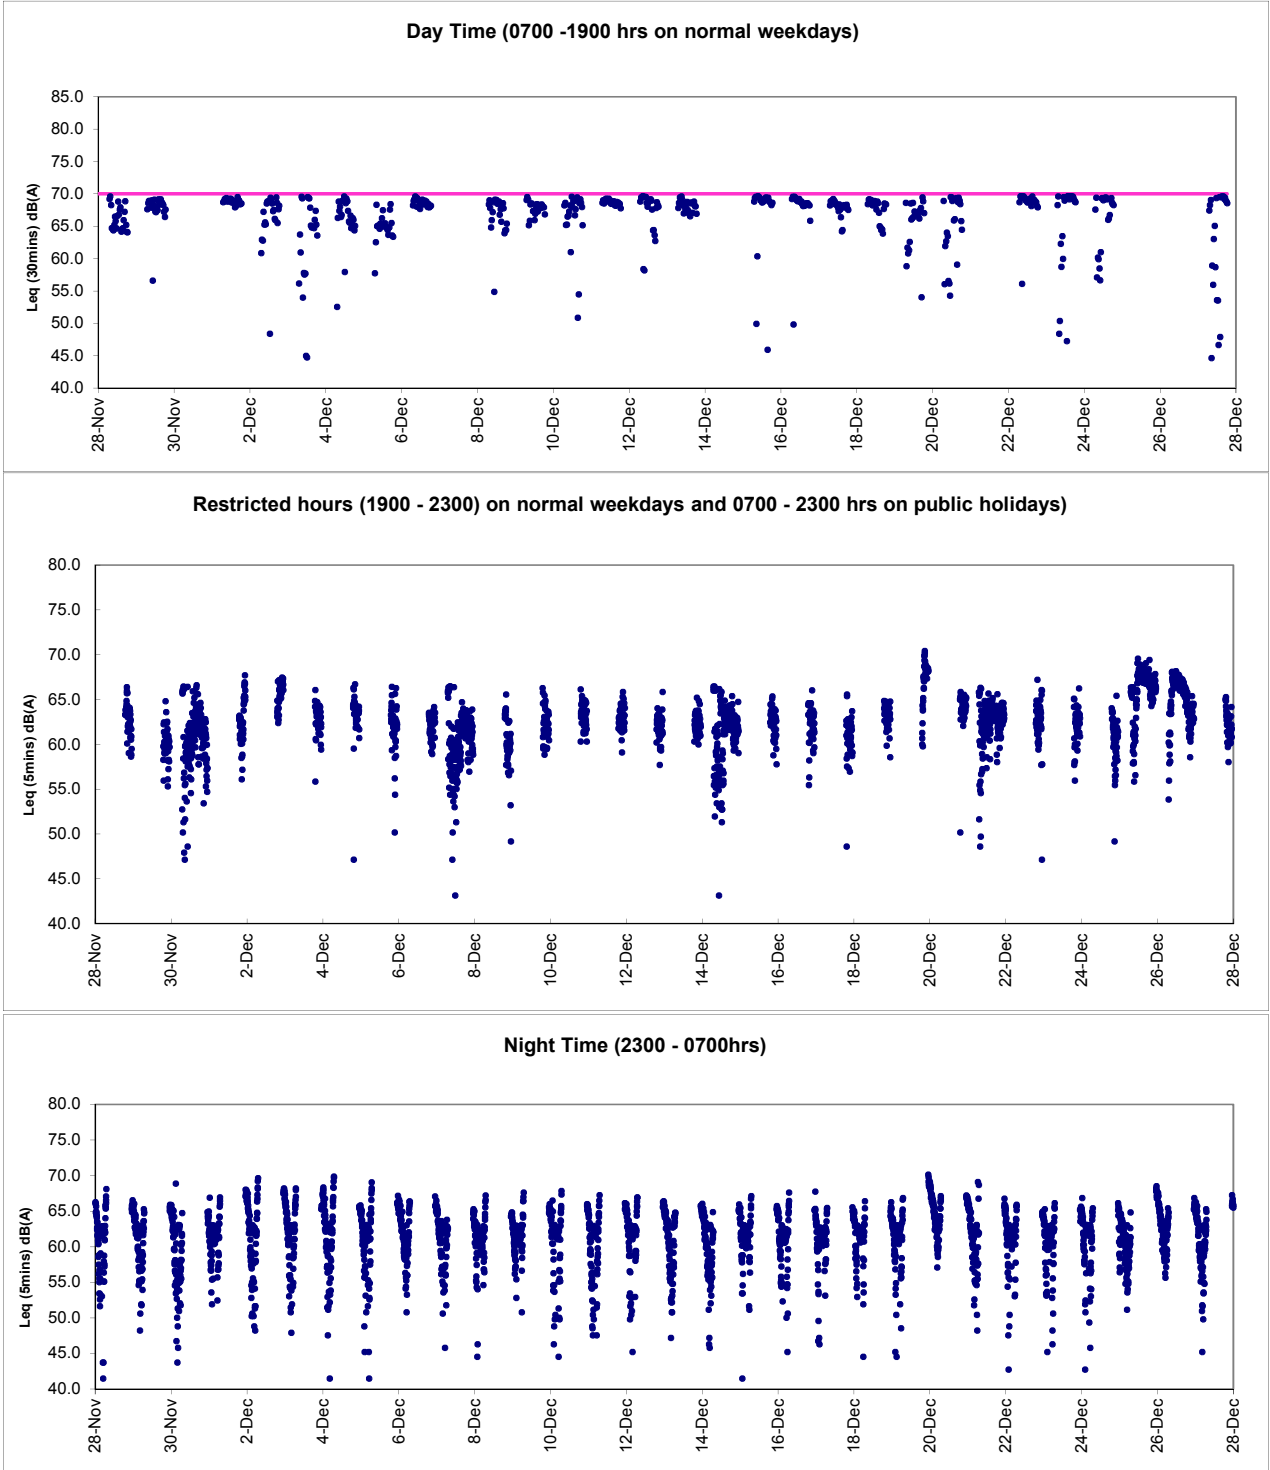 Day Time (0700 -1900 hrs on normal weekdays)
85.0
80.0
75.0
70.0
65.0
60.0
55.0
50.0
45.0
40.0
Leq (30mins) dB(A)
28-Nov
30-Nov
2-Dec
4-Dec
6-Dec
8-Dec
10-Dec
12-Dec
14-Dec
16-Dec
18-Dec
20-Dec
22-Dec
24-Dec
26-Dec
28-Dec
Restricted hours (1900 - 2300) on normal weekdays and 0700 - 2300 hrs on public holidays)
80.0
75.0
70.0
65.0
60.0
55.0
50.0
45.0
40.0
Leq (5mins) dB(A)
28-Nov
30-Nov
2-Dec
4-Dec
6-Dec
8-Dec
10-Dec
12-Dec
14-Dec
16-Dec
18-Dec
20-Dec
22-Dec
24-Dec
26-Dec
28-Dec
Night Time (2300 - 0700hrs)
80.0
75.0
70.0
65.0
60.0
55.0
50.0
45.0
40.0
Leq (5mins) dB(A)
28-Nov
30-Nov
2-Dec
4-Dec
6-Dec
8-Dec
10-Dec
12-Dec
14-Dec
16-Dec
18-Dec
20-Dec
22-Dec
24-Dec
26-Dec
28-Dec